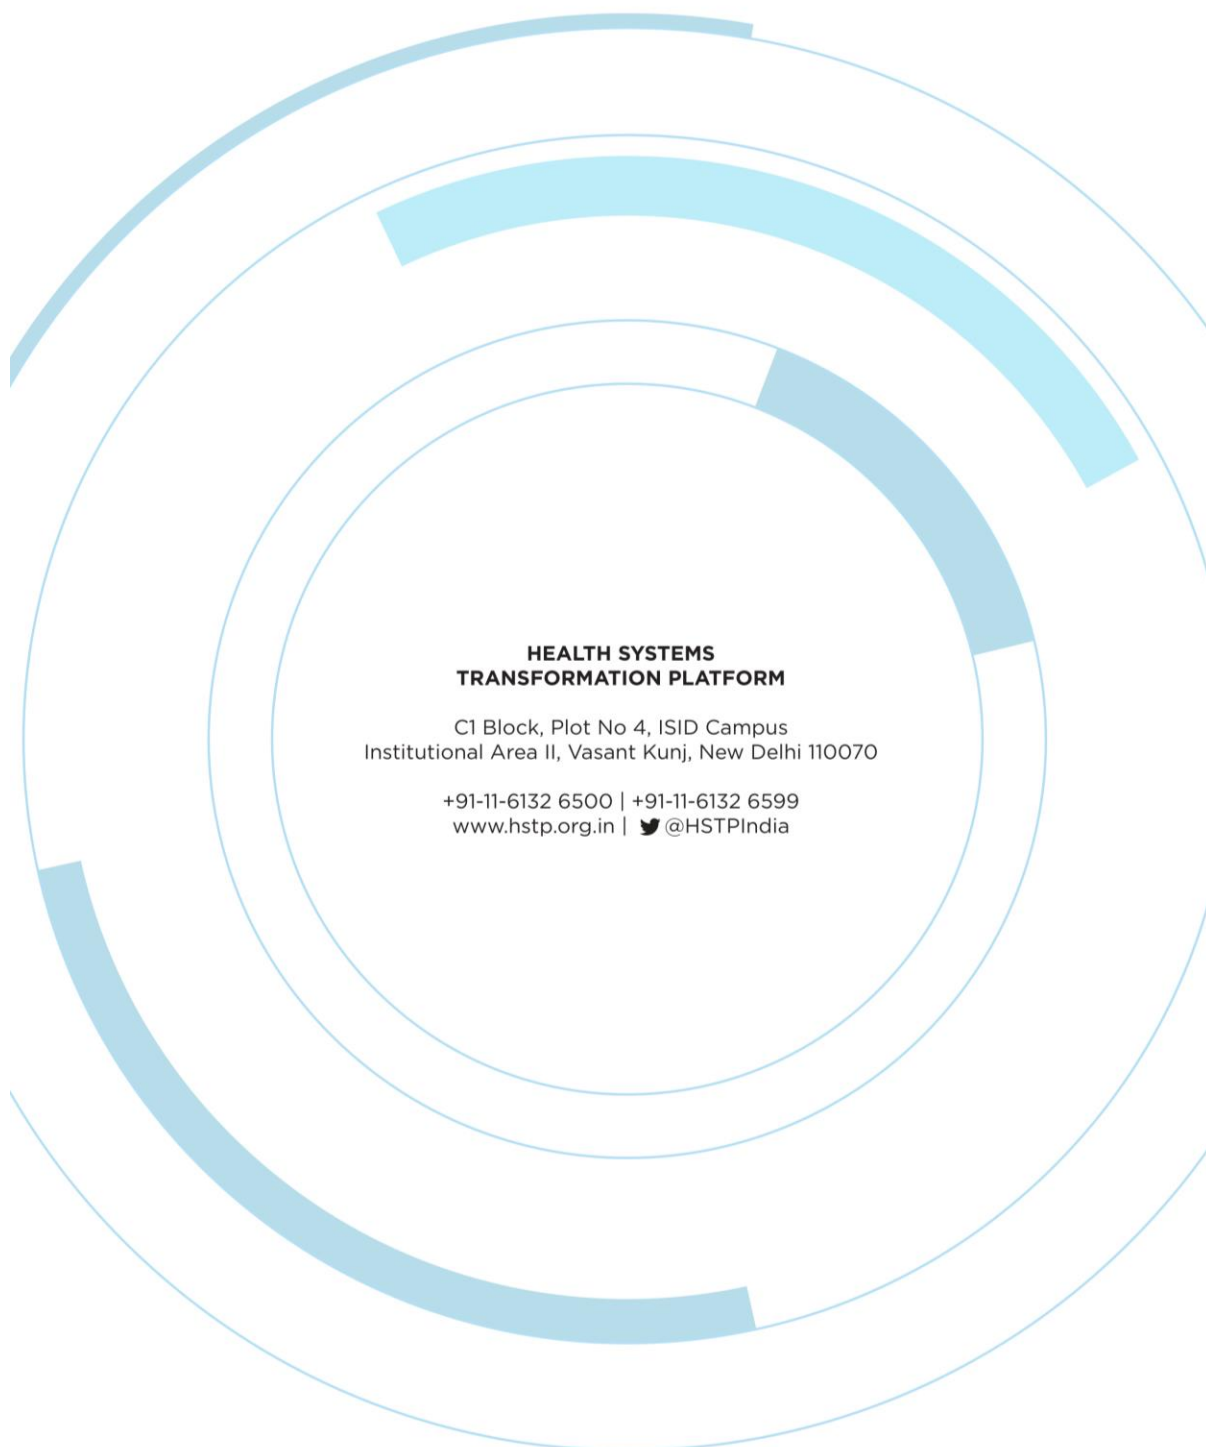 HEALTH SYSTEMS
TRANSFORMATION PLATFORM
C1 Block, Plot No 4, ISID Campus
Institutional Area II, Vasant Kunj, New Delhi 110070
+91-11-6132 6500 | +91-11-6132 6599
www.hstp.org.in | @HSTPIndia